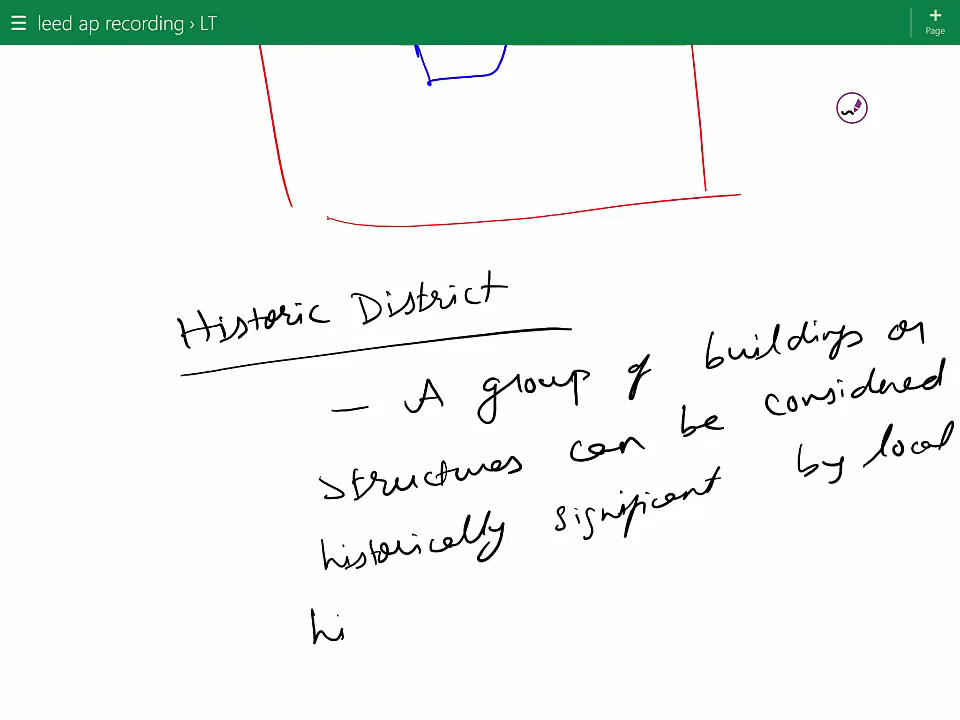 leed ap recording › LT
Page
Historic District
— A group of buildings or
structures can be considered
historically significant by local
hi